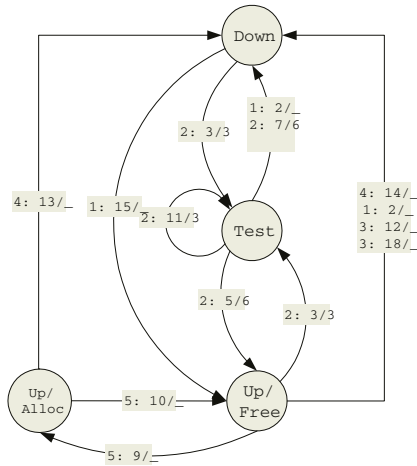 Down
1: 2/_
2: 7/6
2: 3/3
4: 13/_
1: 15/_
2: 11/3
4: 14/_
1: 2/_
3: 12/_
3: 18/_
Test
2: 5/6
2: 3/3
Up/
Alloc
5: 10/_
Up/
Free
5: 9/_